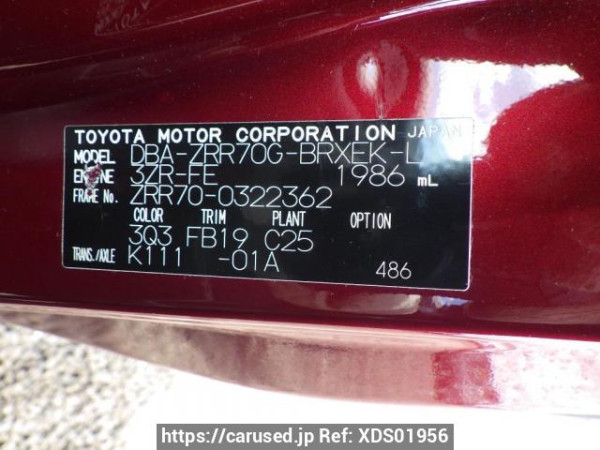 TOYOTA MOTOR CORPORATION JAPAN
MODEL DBA-ZRR70G-BRXEK-L
ENGINE 3ZR-FE 1986 mL
FRAME No. ZRR70-0322362
COLOR TRIM PLANT OPTION
3Q3 FB19 C25
TRANS./AXLE K111 -01A 486
https://carused.jp Ref: XDS01956